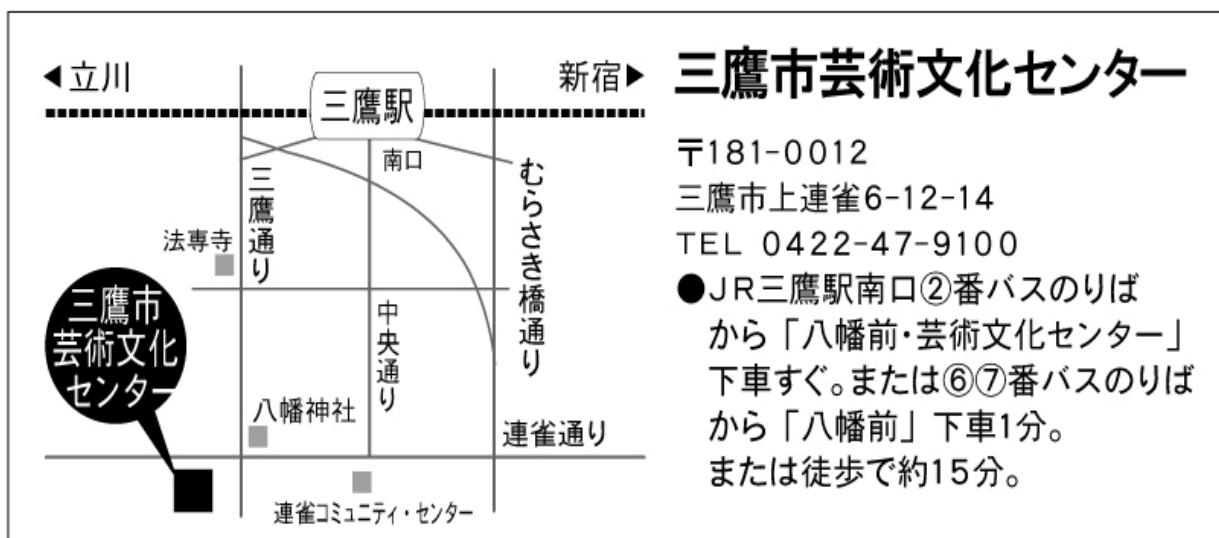 ◀立川
新宿▶
三鷹駅
南口
三鷹通り
むらさき橋通り
法専寺
中央通り
三鷹市
芸術文化
センター
八幡神社
連雀通り
連雀コミュニティ・センター
三鷹市芸術文化センター
〒181-0012
三鷹市上連雀6-12-14
TEL 0422-47-9100
●JR三鷹駅南口②番バスのりば
から「八幡前・芸術文化センター」
下車すぐ。または⑥⑦番バスのりば
から「八幡前」下車1分。
または徒歩で約15分。